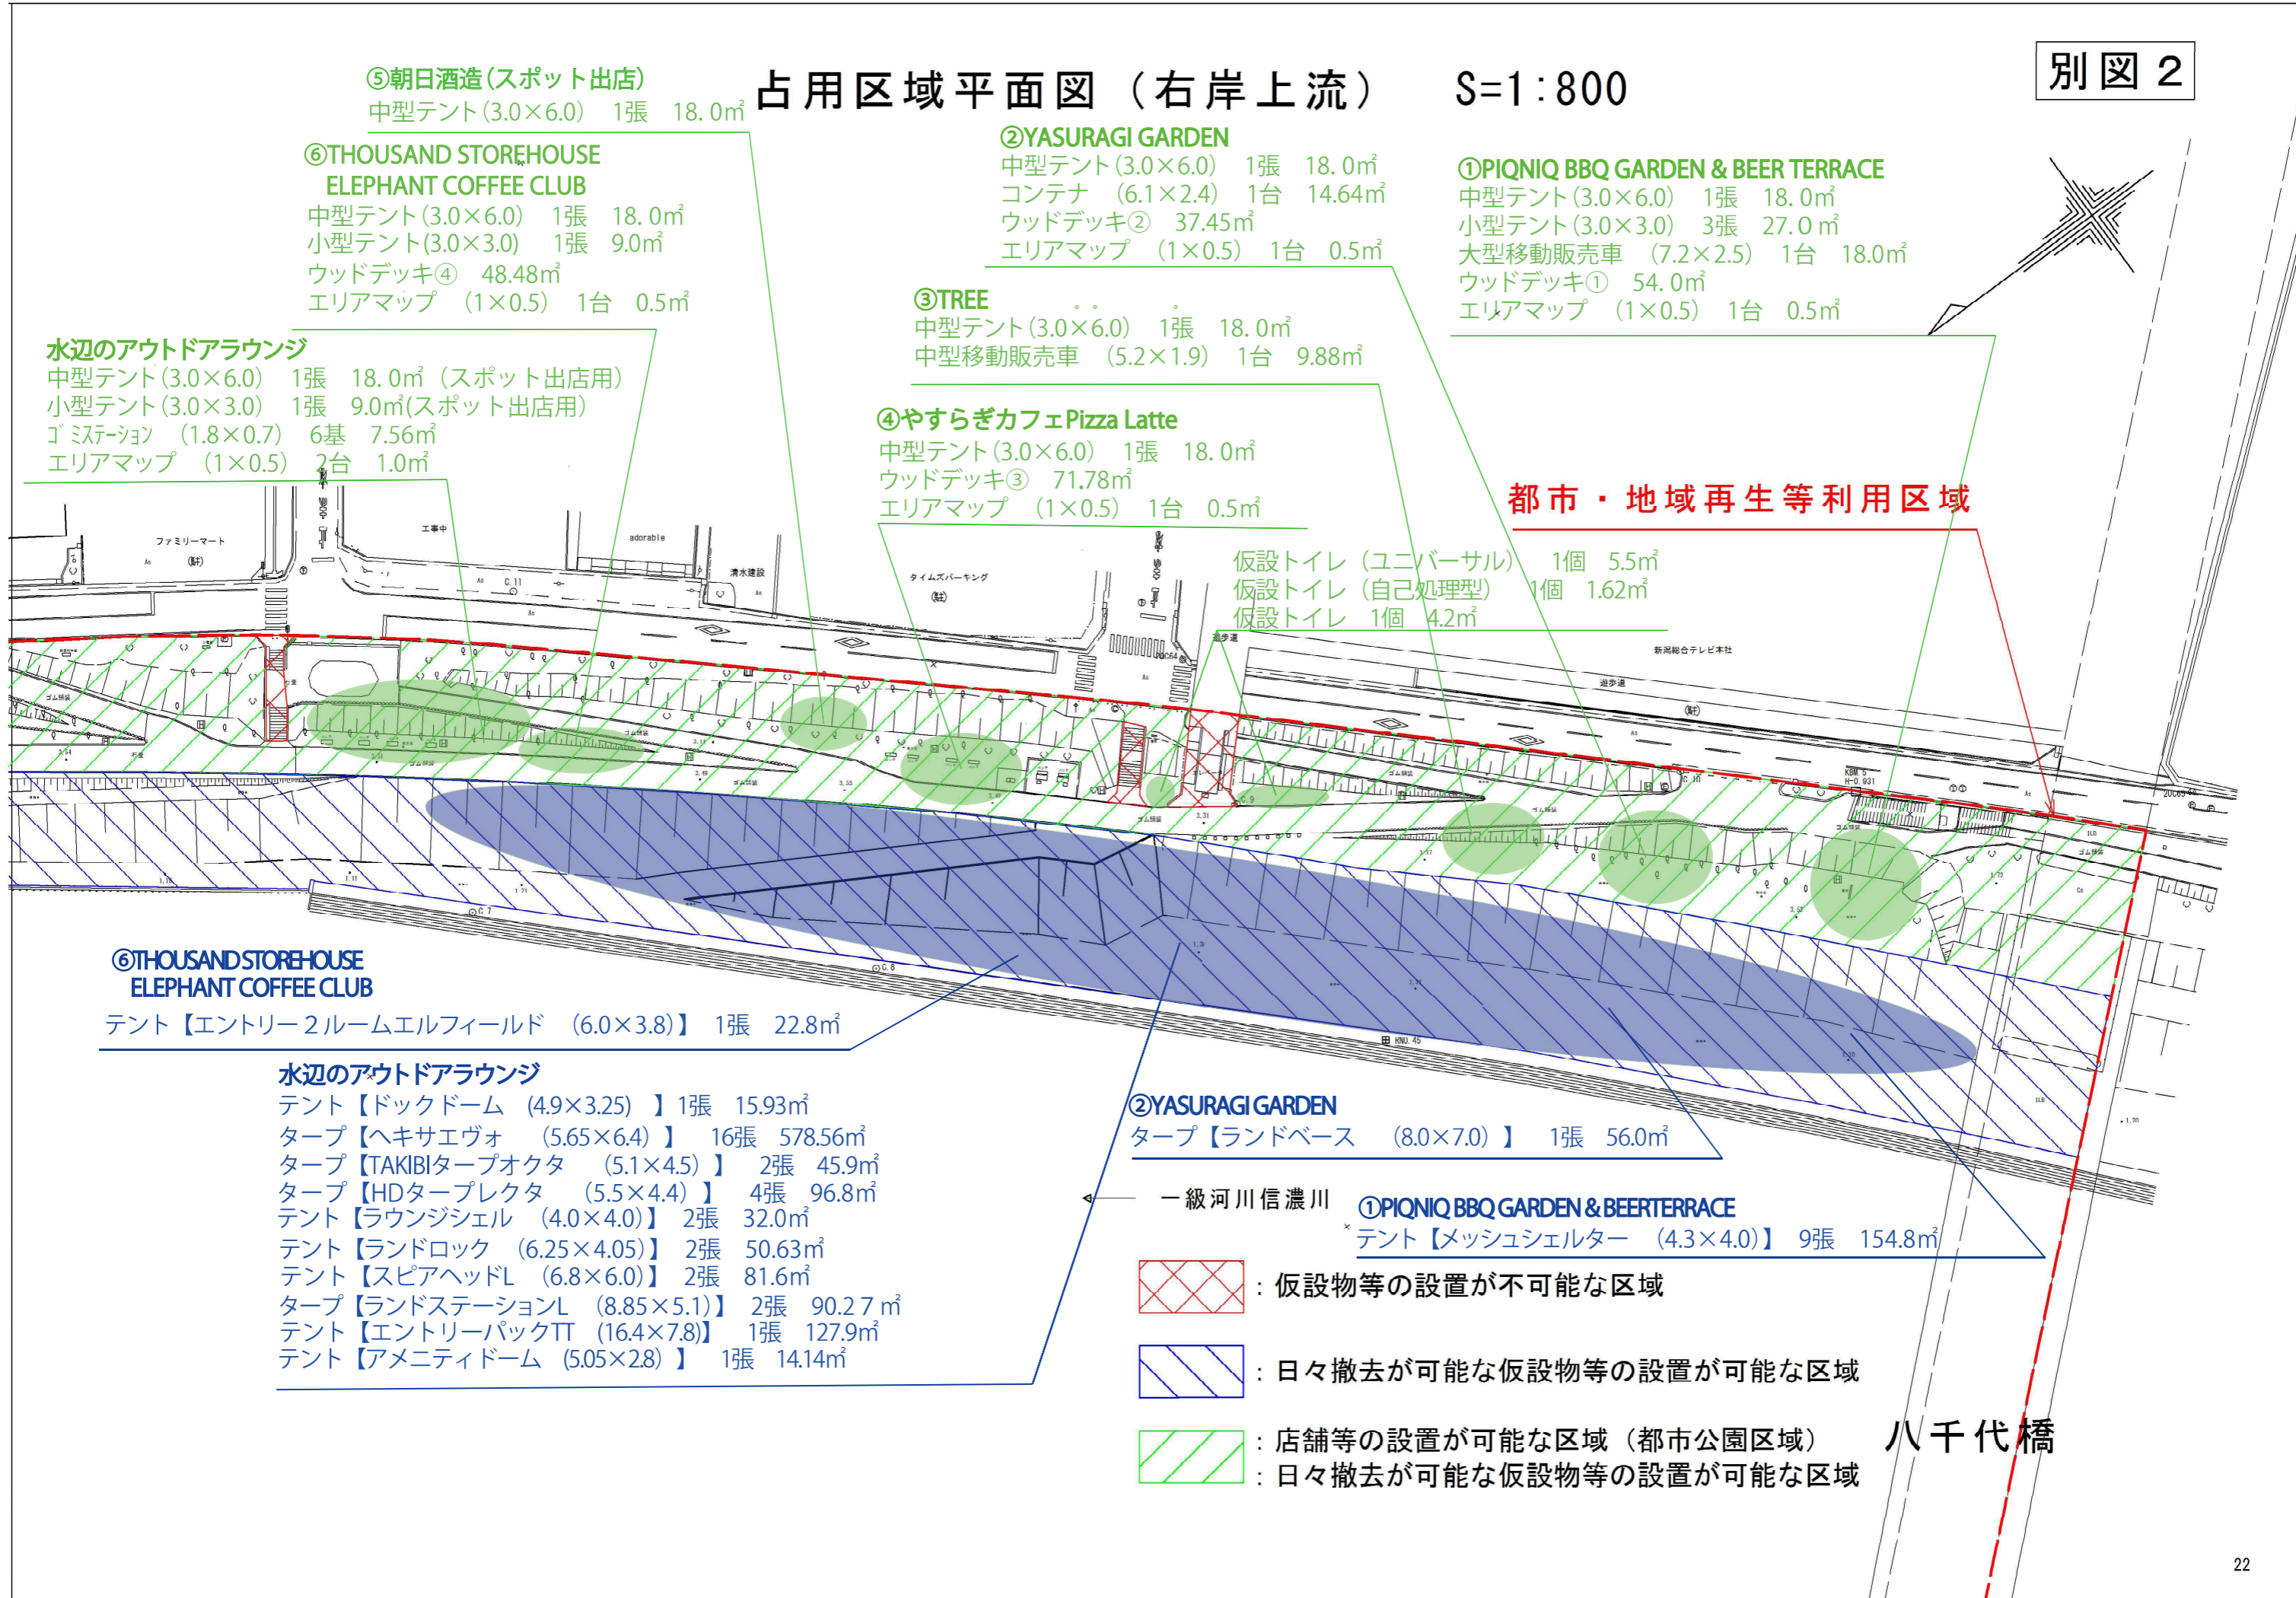 別図２
占用区域平面図（右岸上流）　S=1:800
⑤朝日酒造(スポット出店)
中型テント(3.0×6.0)　1張　18.0㎡
⑥THOUSAND STOREHOUSE
ELEPHANT COFFEE CLUB
中型テント(3.0×6.0)　1張　18.0㎡
小型テント(3.0×3.0)　1張　9.0㎡
ウッドデッキ④　48.48㎡
エリアマップ　（1×0.5）　1台　0.5㎡
②YASURAGI GARDEN
中型テント(3.0×6.0)　1張　18.0㎡
コンテナ　（6.1×2.4）　1台　14.64㎡
ウッドデッキ②　37.45㎡
エリアマップ　（1×0.5）　1台　0.5㎡
①PIQNIQ BBQ GARDEN & BEER TERRACE
中型テント(3.0×6.0)　1張　18.0㎡
小型テント(3.0×3.0)　3張　27.0㎡
大型移動販売車　（7.2×2.5）　1台　18.0㎡
ウッドデッキ①　54.0㎡
エリアマップ　（1×0.5）　1台　0.5㎡
③TREE
中型テント(3.0×6.0)　1張　18.0㎡
中型移動販売車　（5.2×1.9）　1台　9.88㎡
水辺のアウトドアラウンジ
中型テント(3.0×6.0)　1張　18.0㎡（スポット出店用）
小型テント(3.0×3.0)　1張　9.0㎡(スポット出店用)
ｺﾞﾐｽﾃｰｼｮﾝ　（1.8×0.7）　6基　7.56㎡
エリアマップ　（1×0.5）　2台　1.0㎡
④やすらぎカフェPizza Latte
中型テント(3.0×6.0)　1張　18.0㎡
ウッドデッキ③　71.78㎡
エリアマップ　（1×0.5）　1台　0.5㎡
都市・地域再生等利用区域
仮設トイレ（ユニバーサル）　1個　5.5㎡
仮設トイレ（自己処理型）　1個　1.62㎡
仮設トイレ　1個　4.2㎡
ファミリーマート
(駐)
工事中
adorable
清水建設
タイムズパーキング
(駐)
遊歩道
新潟総合テレビ本社
遊歩道
(駐)
C.11
C.10
KBM.5
H=0.931
C.9
C.7
C.8
RNO.45
⑥THOUSAND STOREHOUSE
ELEPHANT COFFEE CLUB
テント【エントリー２ルームエルフィールド　（6.0×3.8）】　1張　22.8㎡
水辺のアウトドアラウンジ
テント【ドックドーム　(4.9×3.25)　】1張　15.93㎡
タープ【ヘキサエヴォ　（5.65×6.4）】　16張　578.56㎡
タープ【TAKIBIタープオクタ　（5.1×4.5）】　2張　45.9㎡
タープ【HDタープレクタ　（5.5×4.4）】　4張　96.8㎡
テント【ラウンジシェル　（4.0×4.0）】　2張　32.0㎡
テント【ランドロック　（6.25×4.05）】　2張　50.63㎡
テント【スピアヘッドL　（6.8×6.0）】　2張　81.6㎡
タープ【ランドステーションL　（8.85×5.1）】　2張　90.27㎡
テント【エントリーパックTT　（16.4×7.8）】　1張　127.9㎡
テント【アメニティドーム　(5.05×2.8）】　1張　14.14㎡
②YASURAGI GARDEN
タープ【ランドベース　（8.0×7.0）】　1張　56.0㎡
一級河川信濃川
①PIQNIQ BBQ GARDEN & BEERTERRACE
テント【メッシュシェルター　（4.3×4.0）】　9張　154.8㎡
：仮設物等の設置が不可能な区域
：日々撤去が可能な仮設物等の設置が可能な区域
：店舗等の設置が可能な区域（都市公園区域）
：日々撤去が可能な仮設物等の設置が可能な区域
八千代橋
22